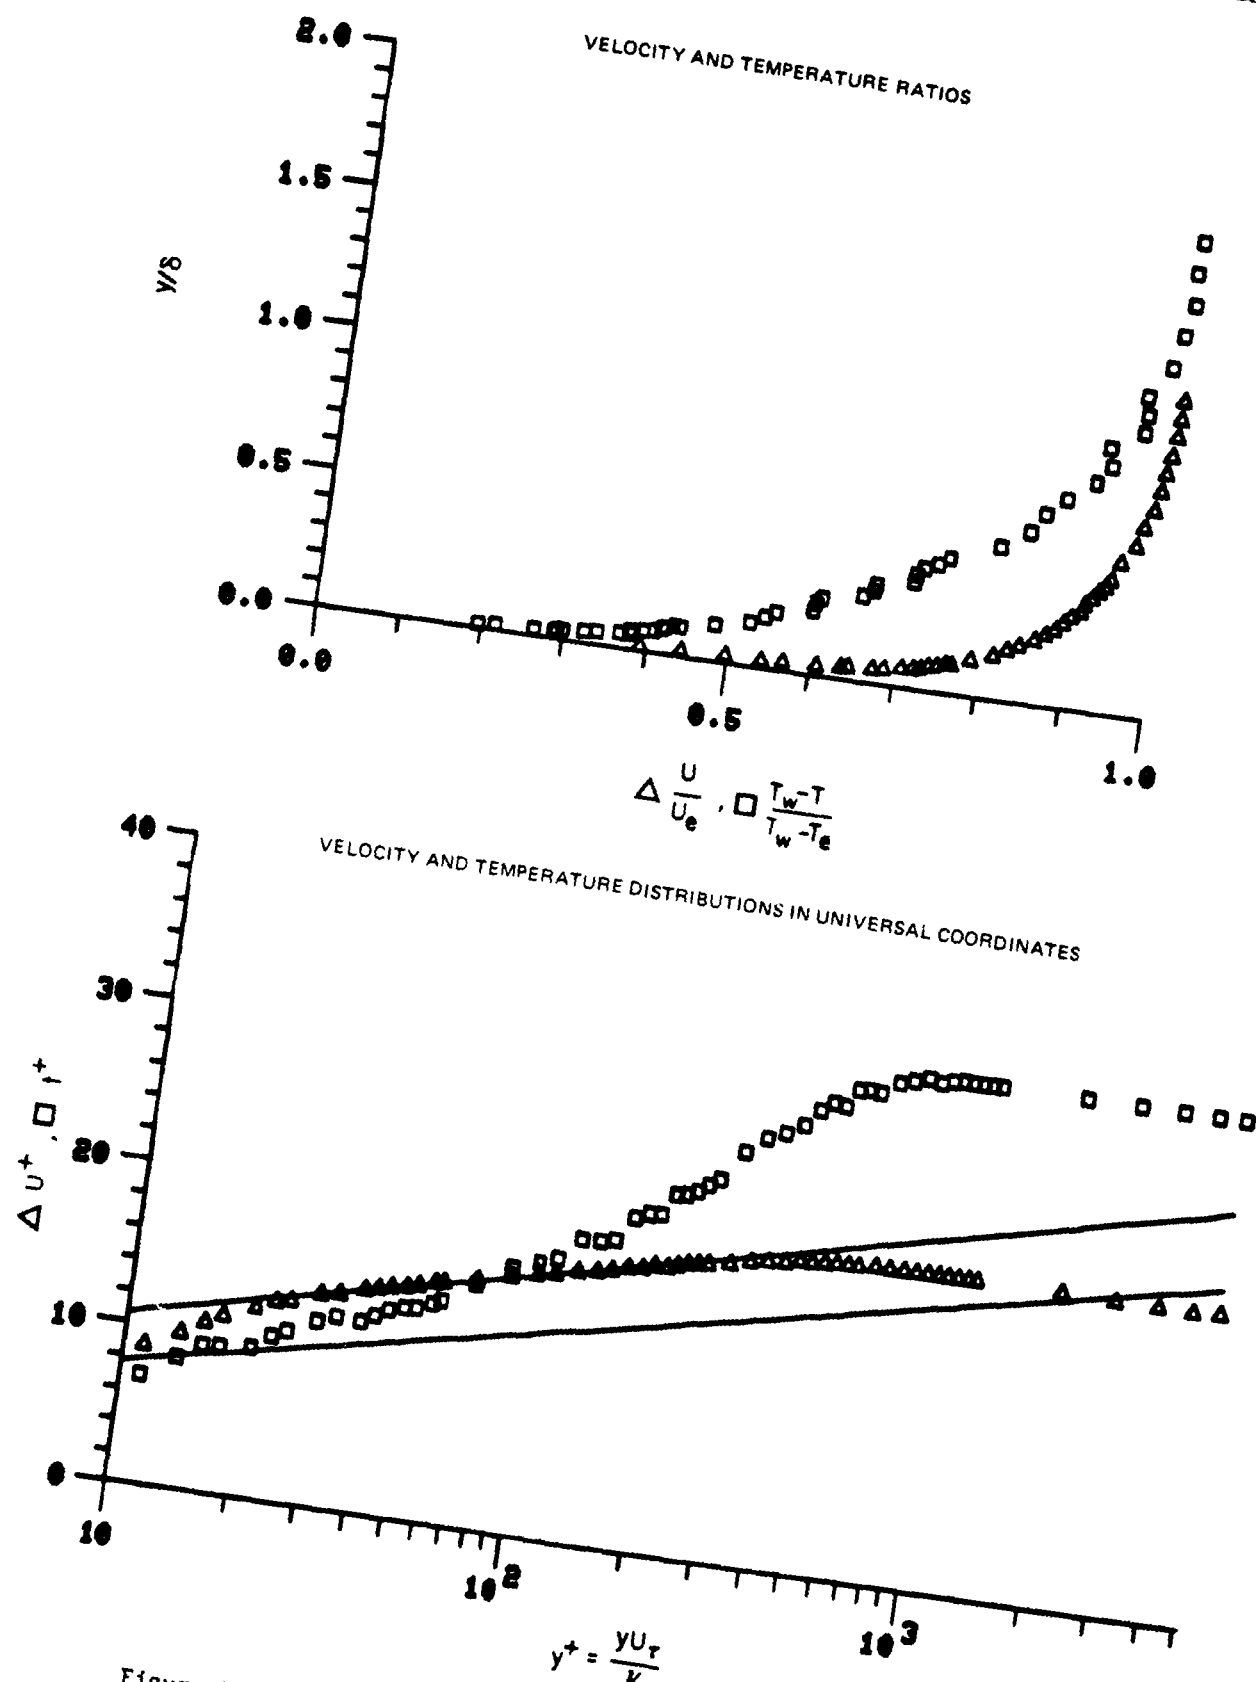 VELOCITY AND TEMPERATURE RATIOS
2.0
1.5
1.0
0.5
0.0
y/δ
0.0
0.5
1.0
△ U/Uₑ , □ T_w-T/T_w-Tₑ
VELOCITY AND TEMPERATURE DISTRIBUTIONS IN UNIVERSAL COORDINATES
40
30
20
10
0
△ u⁺ , □ t⁺
10
10²
10³
y⁺ = yU_τ/ν